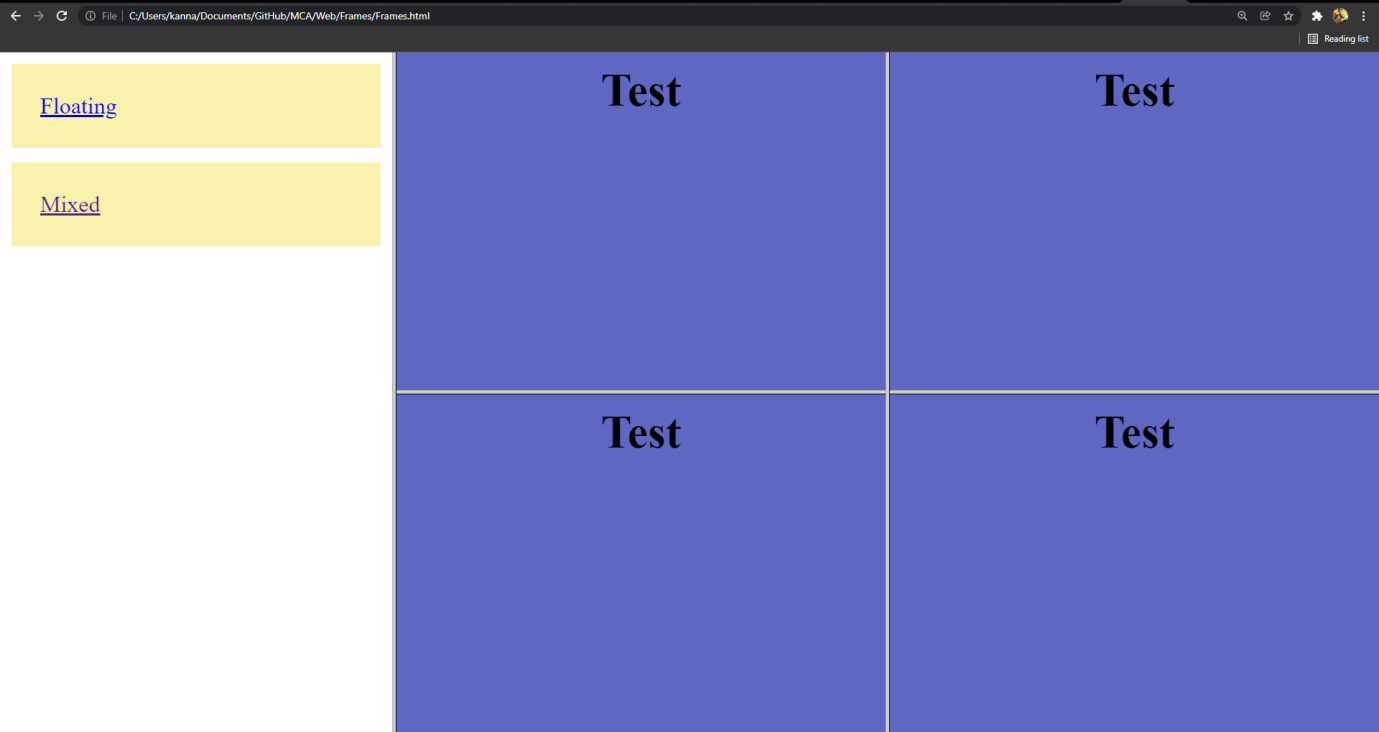 File
C:/Users/kanna/Documents/GitHub/MCA/Web/Frames/Frames.html
Reading list
Floating
Mixed
Test
Test
Test
Test